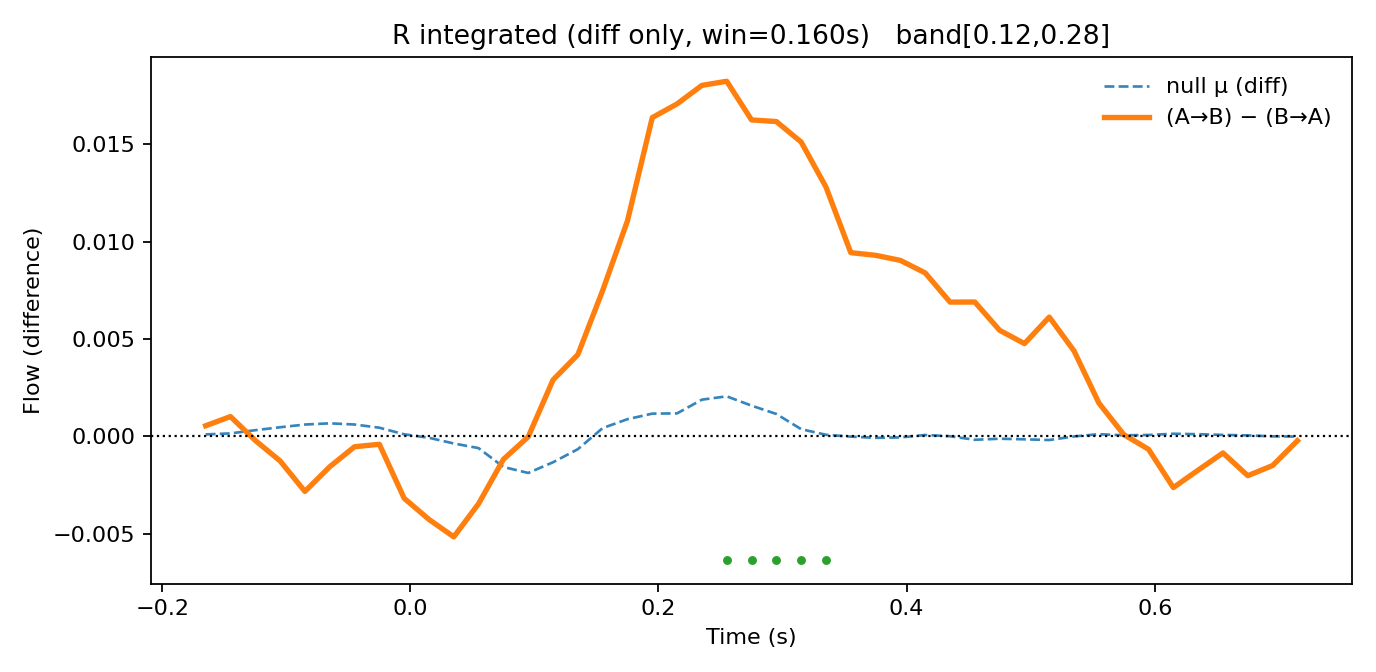 R integrated (diff only, win=0.160s)   band[0.12,0.28]
null μ (diff)
(A→B) − (B→A)
Flow (difference)
0.015
0.010
0.005
0.000
−0.005
−0.2
0.0
0.2
0.4
0.6
Time (s)